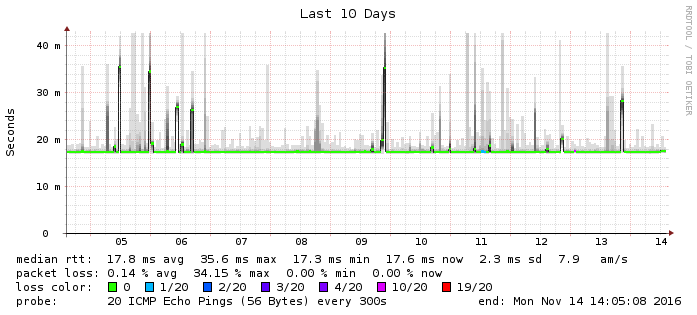 Last 10 Days
RRDTOOL / TOBI OETIKER
Seconds
40 m
30 m
20 m
10 m
0
05 06 07 08 09 10 11 12 13 14
median rtt: 17.8 ms avg 35.6 ms max 17.3 ms min 17.6 ms now 2.3 ms sd 7.9 am/s
packet loss: 0.14 % avg 34.15 % max 0.00 % min 0.00 % now
loss color: 0 1/20 2/20 3/20 4/20 10/20 19/20
probe: 20 ICMP Echo Pings (56 Bytes) every 300s end: Mon Nov 14 14:05:08 2016